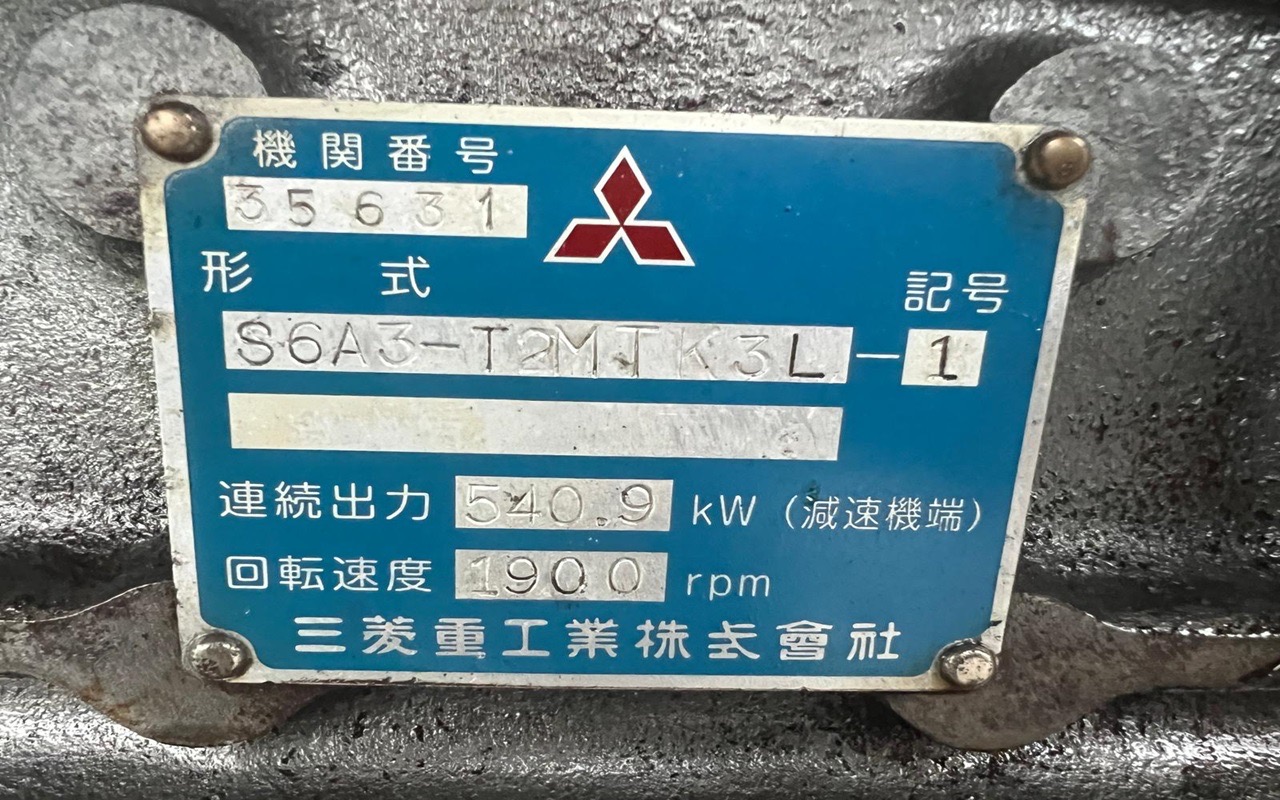 機関番号
35631
形式 記号
S6A3-T2MTK3L-1
連続出力 540.9 kW (減速機端)
回転速度 1900 rpm
三菱重工業株式會社